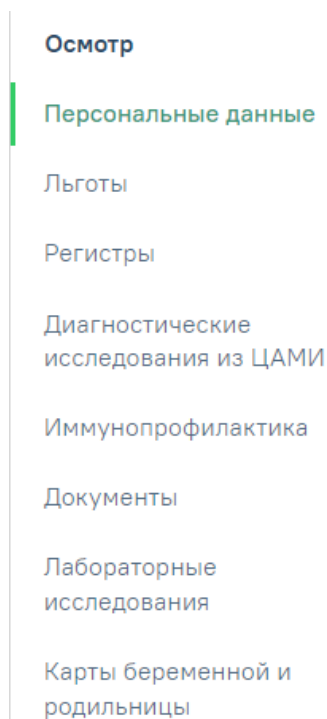 Осмотр
Персональные данные
Льготы
Регистры
Диагностические
исследования из ЦАМИ
Иммунопрофилактика
Документы
Лабораторные
исследования
Карты беременной и
родильницы